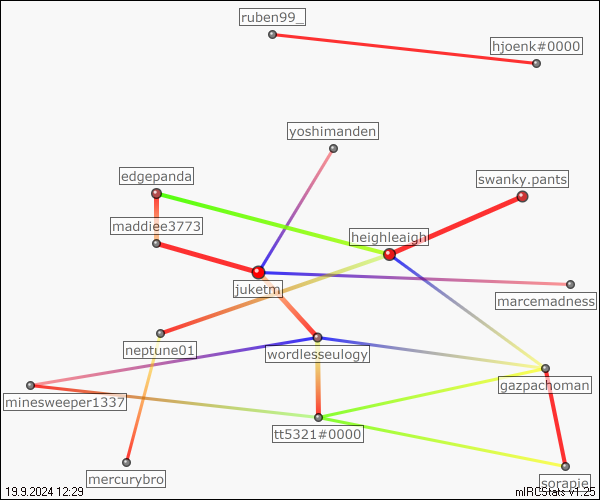 ruben99_
hjoenk#0000
yoshimanden
edgepanda
swanky.pants
maddiee3773
heighleaigh
juketm
marcemadness
neptune01
wordlesseulogy
gazpachoman
minesweeper1337
tt5321#0000
mercurybro
sorapie
19.9.2024 12:29
mIRCStats v1.25